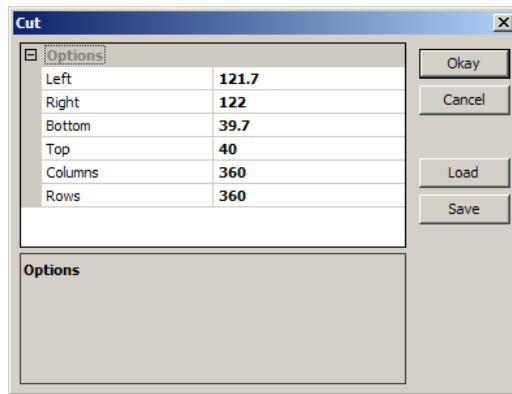 Cut
Options
Left 121.7
Right 122
Bottom 39.7
Top 40
Columns 360
Rows 360
Okay
Cancel
Load
Save
Options